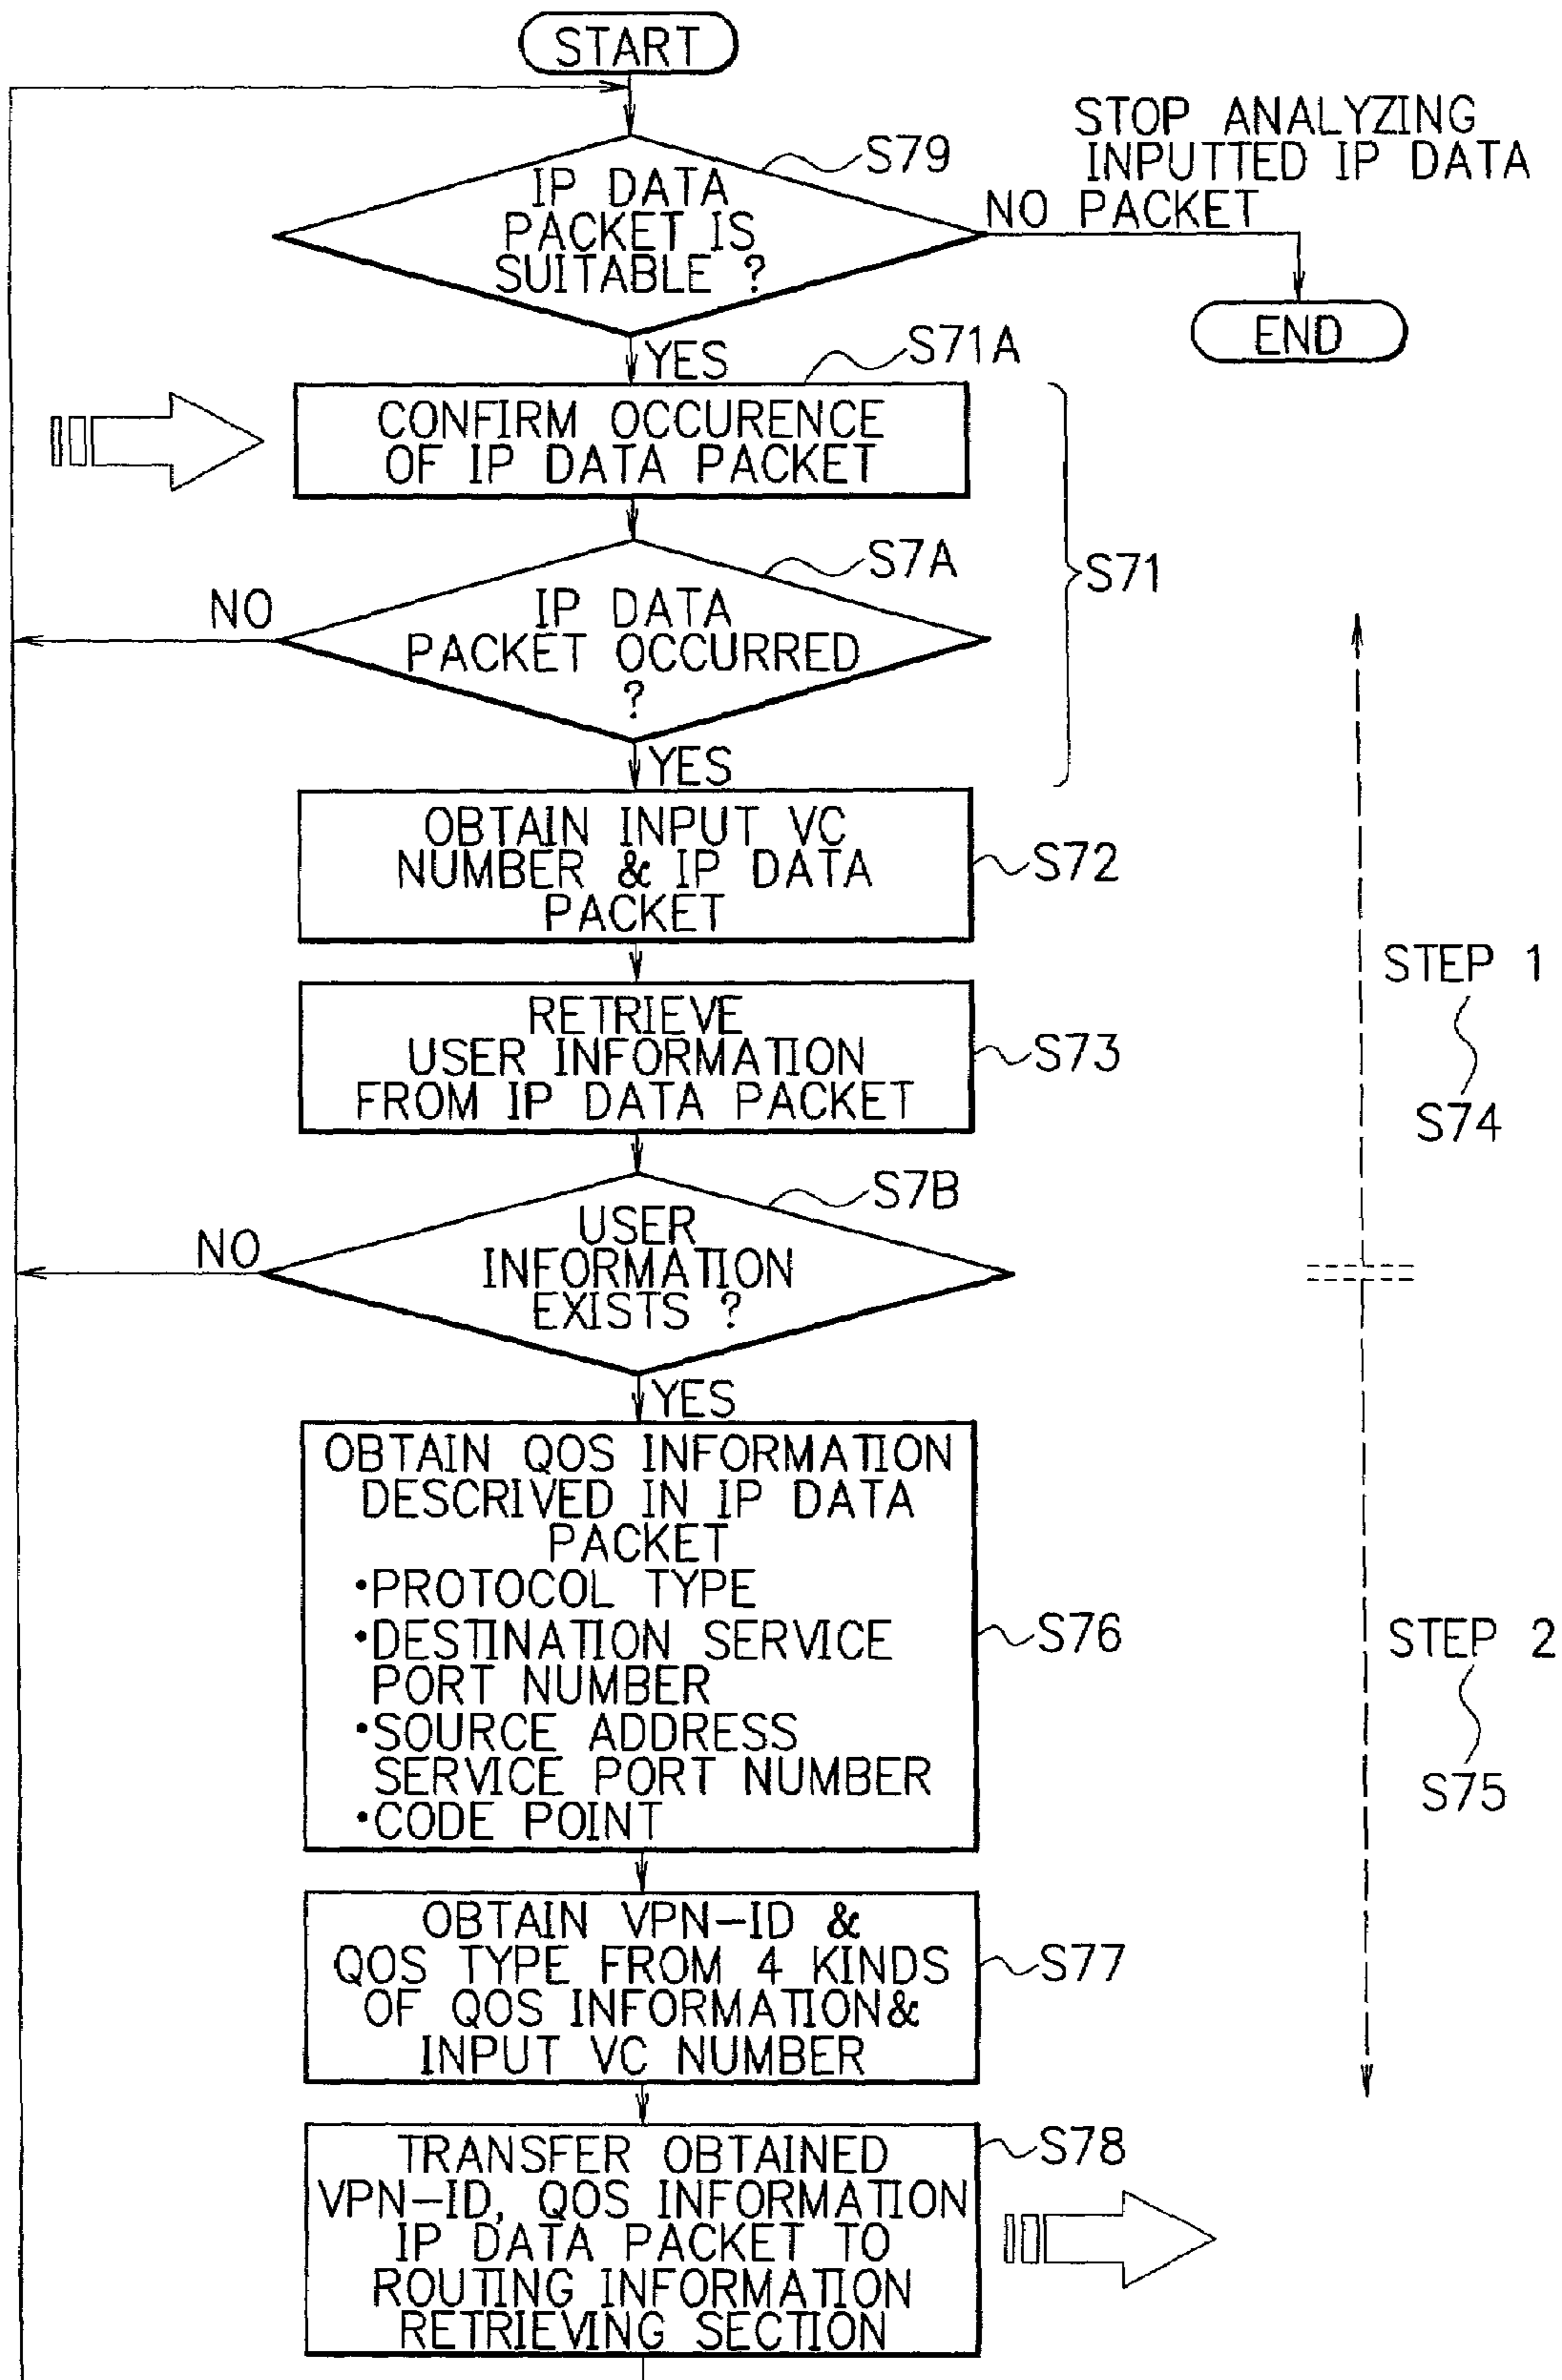 START
STOP ANALYZING
INPUTTED IP DATA
PACKET
S79
IP DATA
PACKET IS
SUITABLE ?
NO
END
YES
S71A
CONFIRM OCCURENCE
OF IP DATA PACKET
S7A
S71
NO
IP DATA
PACKET OCCURRED
?
YES
OBTAIN INPUT VC
NUMBER & IP DATA
PACKET
S72
STEP 1
S74
RETRIEVE
USER INFORMATION
FROM IP DATA PACKET
S73
S7B
NO
USER
INFORMATION
EXISTS ?
YES
OBTAIN QOS INFORMATION
DESCRIVED IN IP DATA
PACKET
•PROTOCOL TYPE
•DESTINATION SERVICE
PORT NUMBER
•SOURCE ADDRESS
SERVICE PORT NUMBER
•CODE POINT
S76
STEP 2
S75
OBTAIN VPN-ID &
QOS TYPE FROM 4 KINDS
OF QOS INFORMATION&
INPUT VC NUMBER
S77
TRANSFER OBTAINED
VPN-ID, QOS INFORMATION
IP DATA PACKET TO
ROUTING INFORMATION
RETRIEVING SECTION
S78